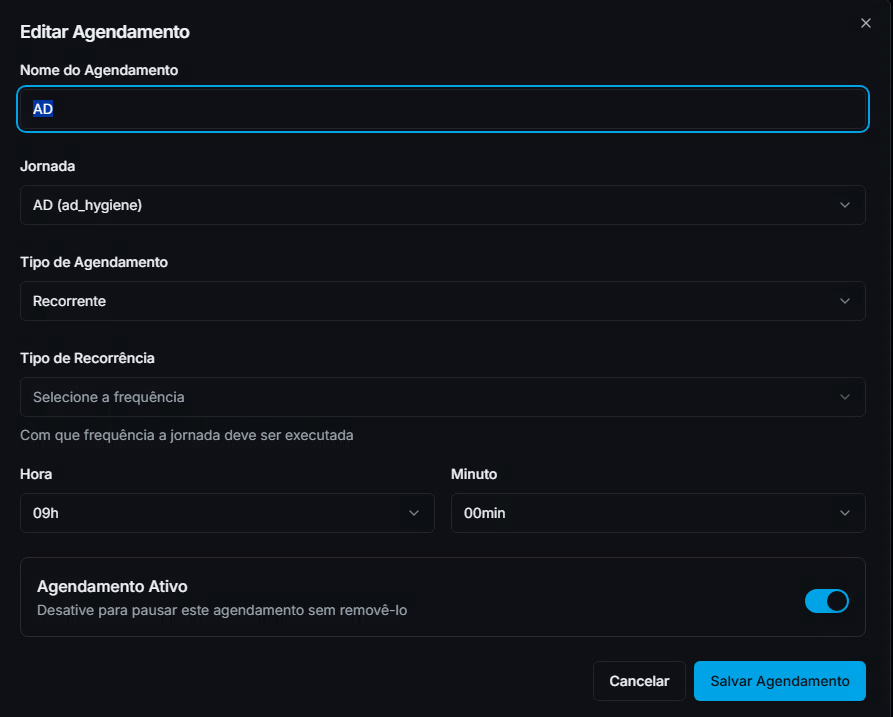 Editar Agendamento
Nome do Agendamento
AD
Jornada
AD (ad_hygiene)
Tipo de Agendamento
Recorrente
Tipo de Recorrência
Selecione a frequência
Com que frequência a jornada deve ser executada
Hora
Minuto
09h
00min
Agendamento Ativo
Desative para pausar este agendamento sem removê-lo
Cancelar
Salvar Agendamento